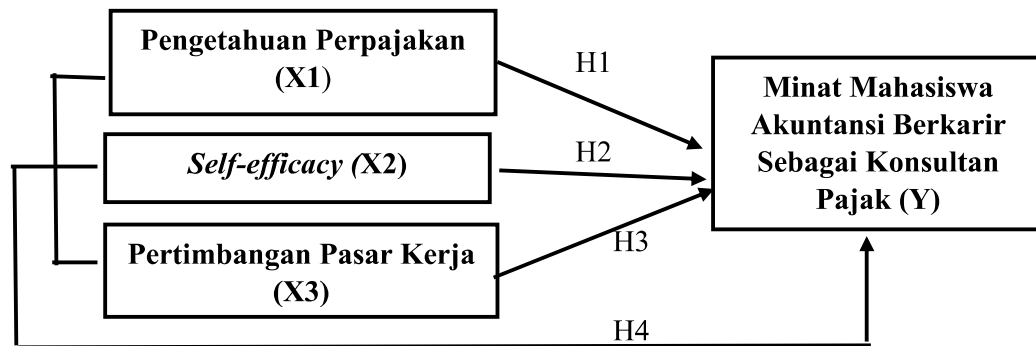 Pengetahuan Perpajakan
(X1)
H1
Self-efficacy (X2)
H2
Pertimbangan Pasar Kerja
(X3)
H3
Minat Mahasiswa
Akuntansi Berkarir
Sebagai Konsultan
Pajak (Y)
H4